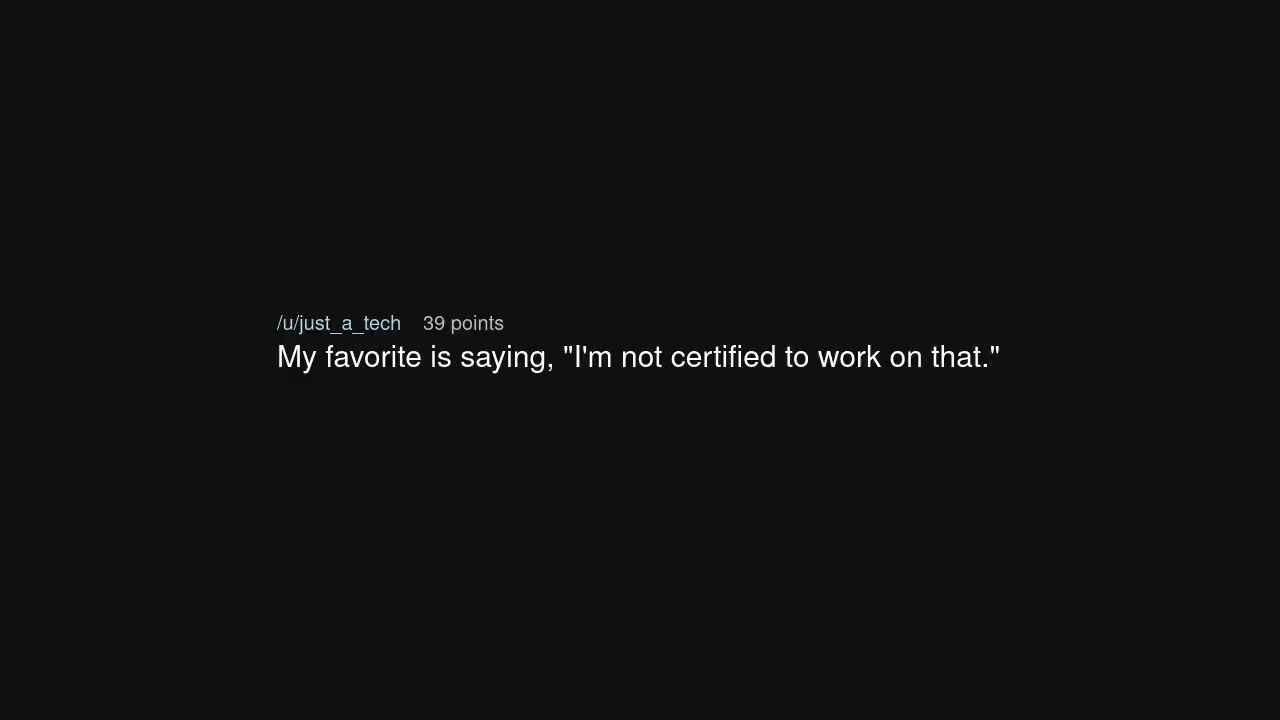 /u/just_a_tech 39 points
My favorite is saying, "I'm not certified to work on that."